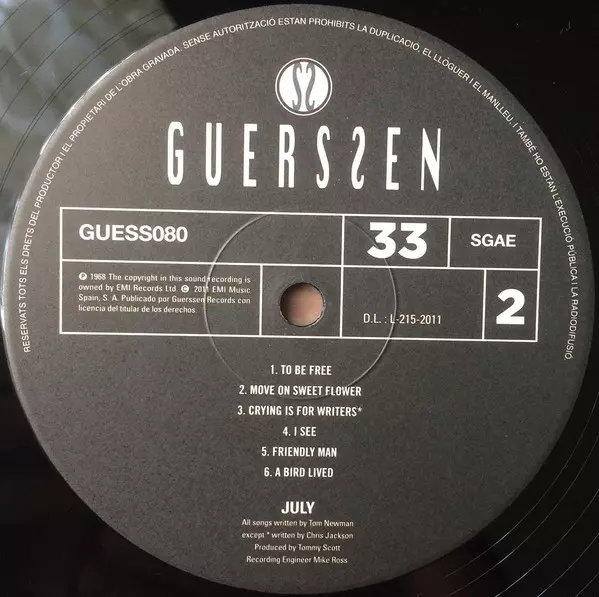 RESERVATS TOTS ELS DRETS DEL PRODUCTOR I EL PROPIETARI DE L'OBRA GRAVADA. SENSE AUTORITZACIÓ ESTAN PROHIBITS LA DUPLICACIÓ, EL LLOGUER I EL MANLLEU, I TAMBÉ HO ESTAN L'EXECUCIÓ PÚBLICA I LA RADIODIFUSIÓ.
GUERSSEN
GUESS080
33
SGAE
℗ 1968 The copyright in this sound recording is
owned by EMI Records Ltd. © 2011 EMI Music
Spain, S. A. Publicado por Guerssen Records con
licencia del titular de los derechos.
D.L. : L-215-2011
2
1. TO BE FREE
2. MOVE ON SWEET FLOWER
3. CRYING IS FOR WRITERS*
4. I SEE
5. FRIENDLY MAN
6. A BIRD LIVED
JULY
All songs written by Tom Newman
except * written by Chris Jackson
Produced by Tommy Scott
Recording Engineer Mike Ross